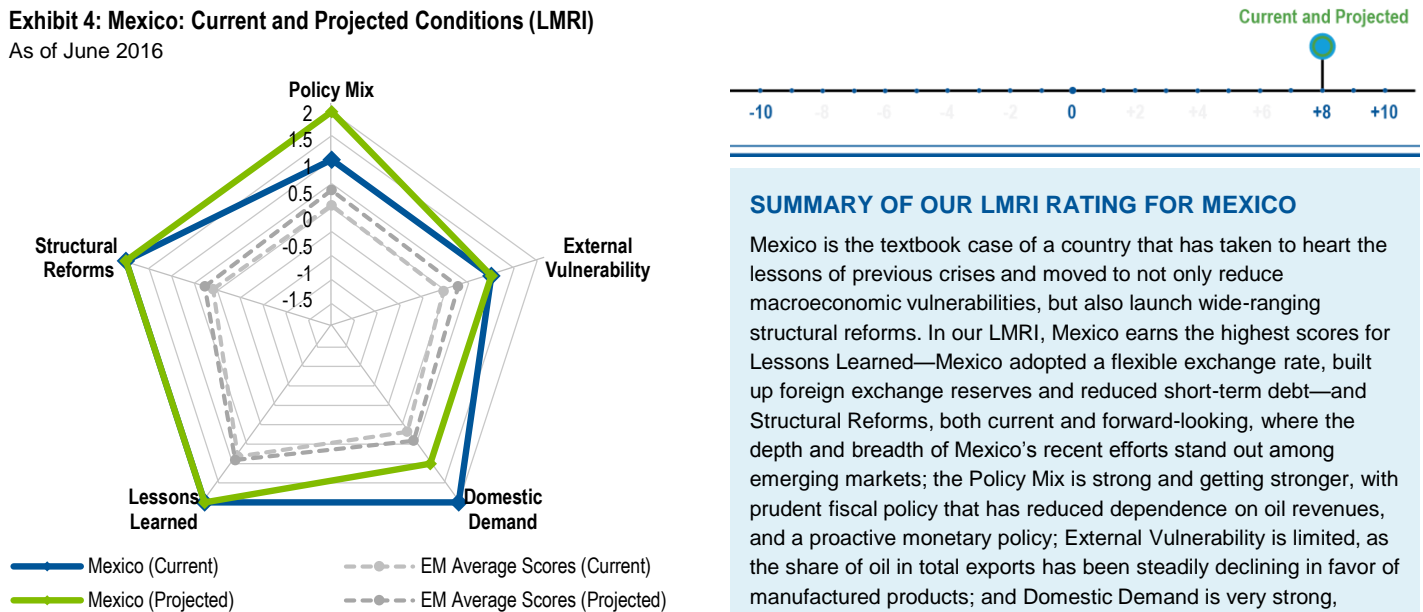 Exhibit 4: Mexico: Current and Projected Conditions (LMRI)
As of June 2016
Policy Mix
2
1.5
1
0.5
0
-0.5
-1
-1.5
Structural
Reforms
External
Vulnerability
Lessons
Learned
Domestic
Demand
Mexico (Current)
EM Average Scores (Current)
Mexico (Projected)
EM Average Scores (Projected)
Current and Projected
-10 -8 -6 -4 -2 0 +2 +4 +6 +8 +10
SUMMARY OF OUR LMRI RATING FOR MEXICO
Mexico is the textbook case of a country that has taken to heart the
lessons of previous crises and moved to not only reduce
macroeconomic vulnerabilities, but also launch wide-ranging
structural reforms. In our LMRI, Mexico earns the highest scores for
Lessons Learned—Mexico adopted a flexible exchange rate, built
up foreign exchange reserves and reduced short-term debt—and
Structural Reforms, both current and forward-looking, where the
depth and breadth of Mexico’s recent efforts stand out among
emerging markets; the Policy Mix is strong and getting stronger, with
prudent fiscal policy that has reduced dependence on oil revenues,
and a proactive monetary policy; External Vulnerability is limited, as
the share of oil in total exports has been steadily declining in favor of
manufactured products; and Domestic Demand is very strong,